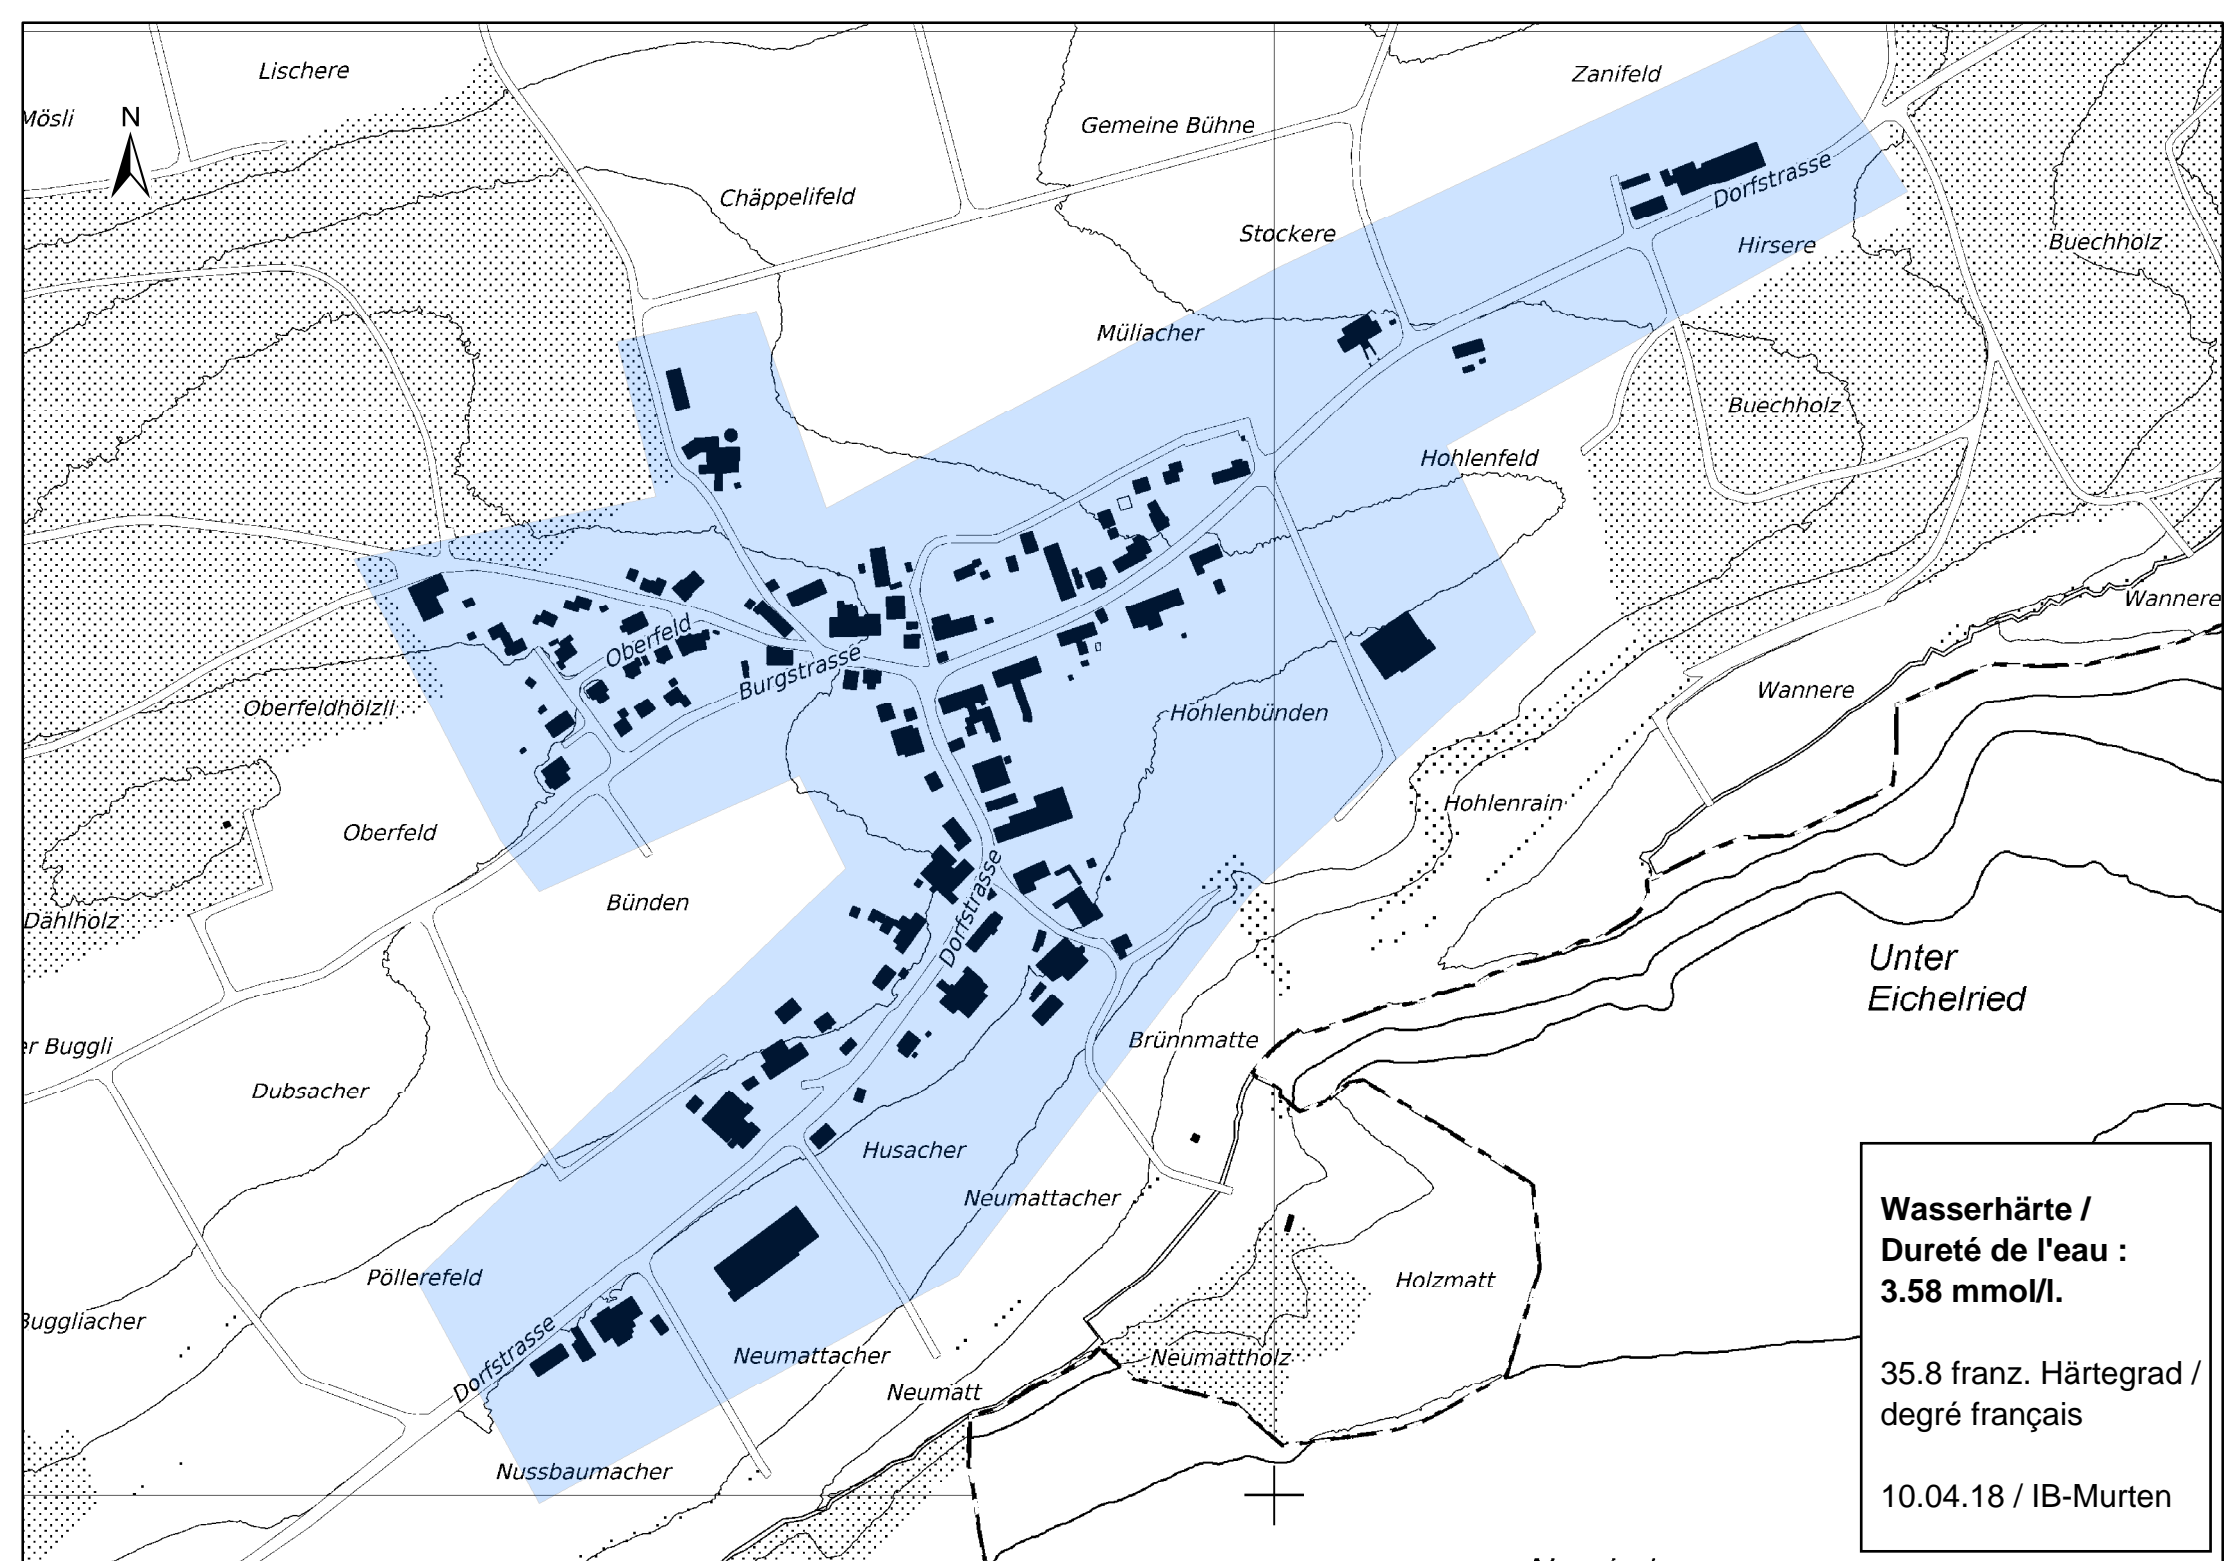 Lischere
Zanifeld
Mösli
N
Gemeine Bühne
Chäppelifeld
Dorfstrasse
Stockere
Hirsere
Buechholz
Müliacher
Buechholz
Hohlenfeld
Wannere
Oberfeld
Burgstrasse
Wannere
Oberfeldhölzli
Hohlenbünden
Hohlenrain
Oberfeld
Bünden
Dählholz
Dorfstrasse
Unter
Eichelried
er Buggli
Brünnmatte
Dubsacher
Husacher
Neumattacher
Pöllerefeld
Holzmatt
Buggliacher
Dorfstrasse
Neumattacher
Neumattholz
Neumatt
Nussbaumacher
Wasserhärte /
Dureté de l'eau :
3.58 mmol/l.
35.8 franz. Härtegrad /
degré français
10.04.18 / IB-Murten